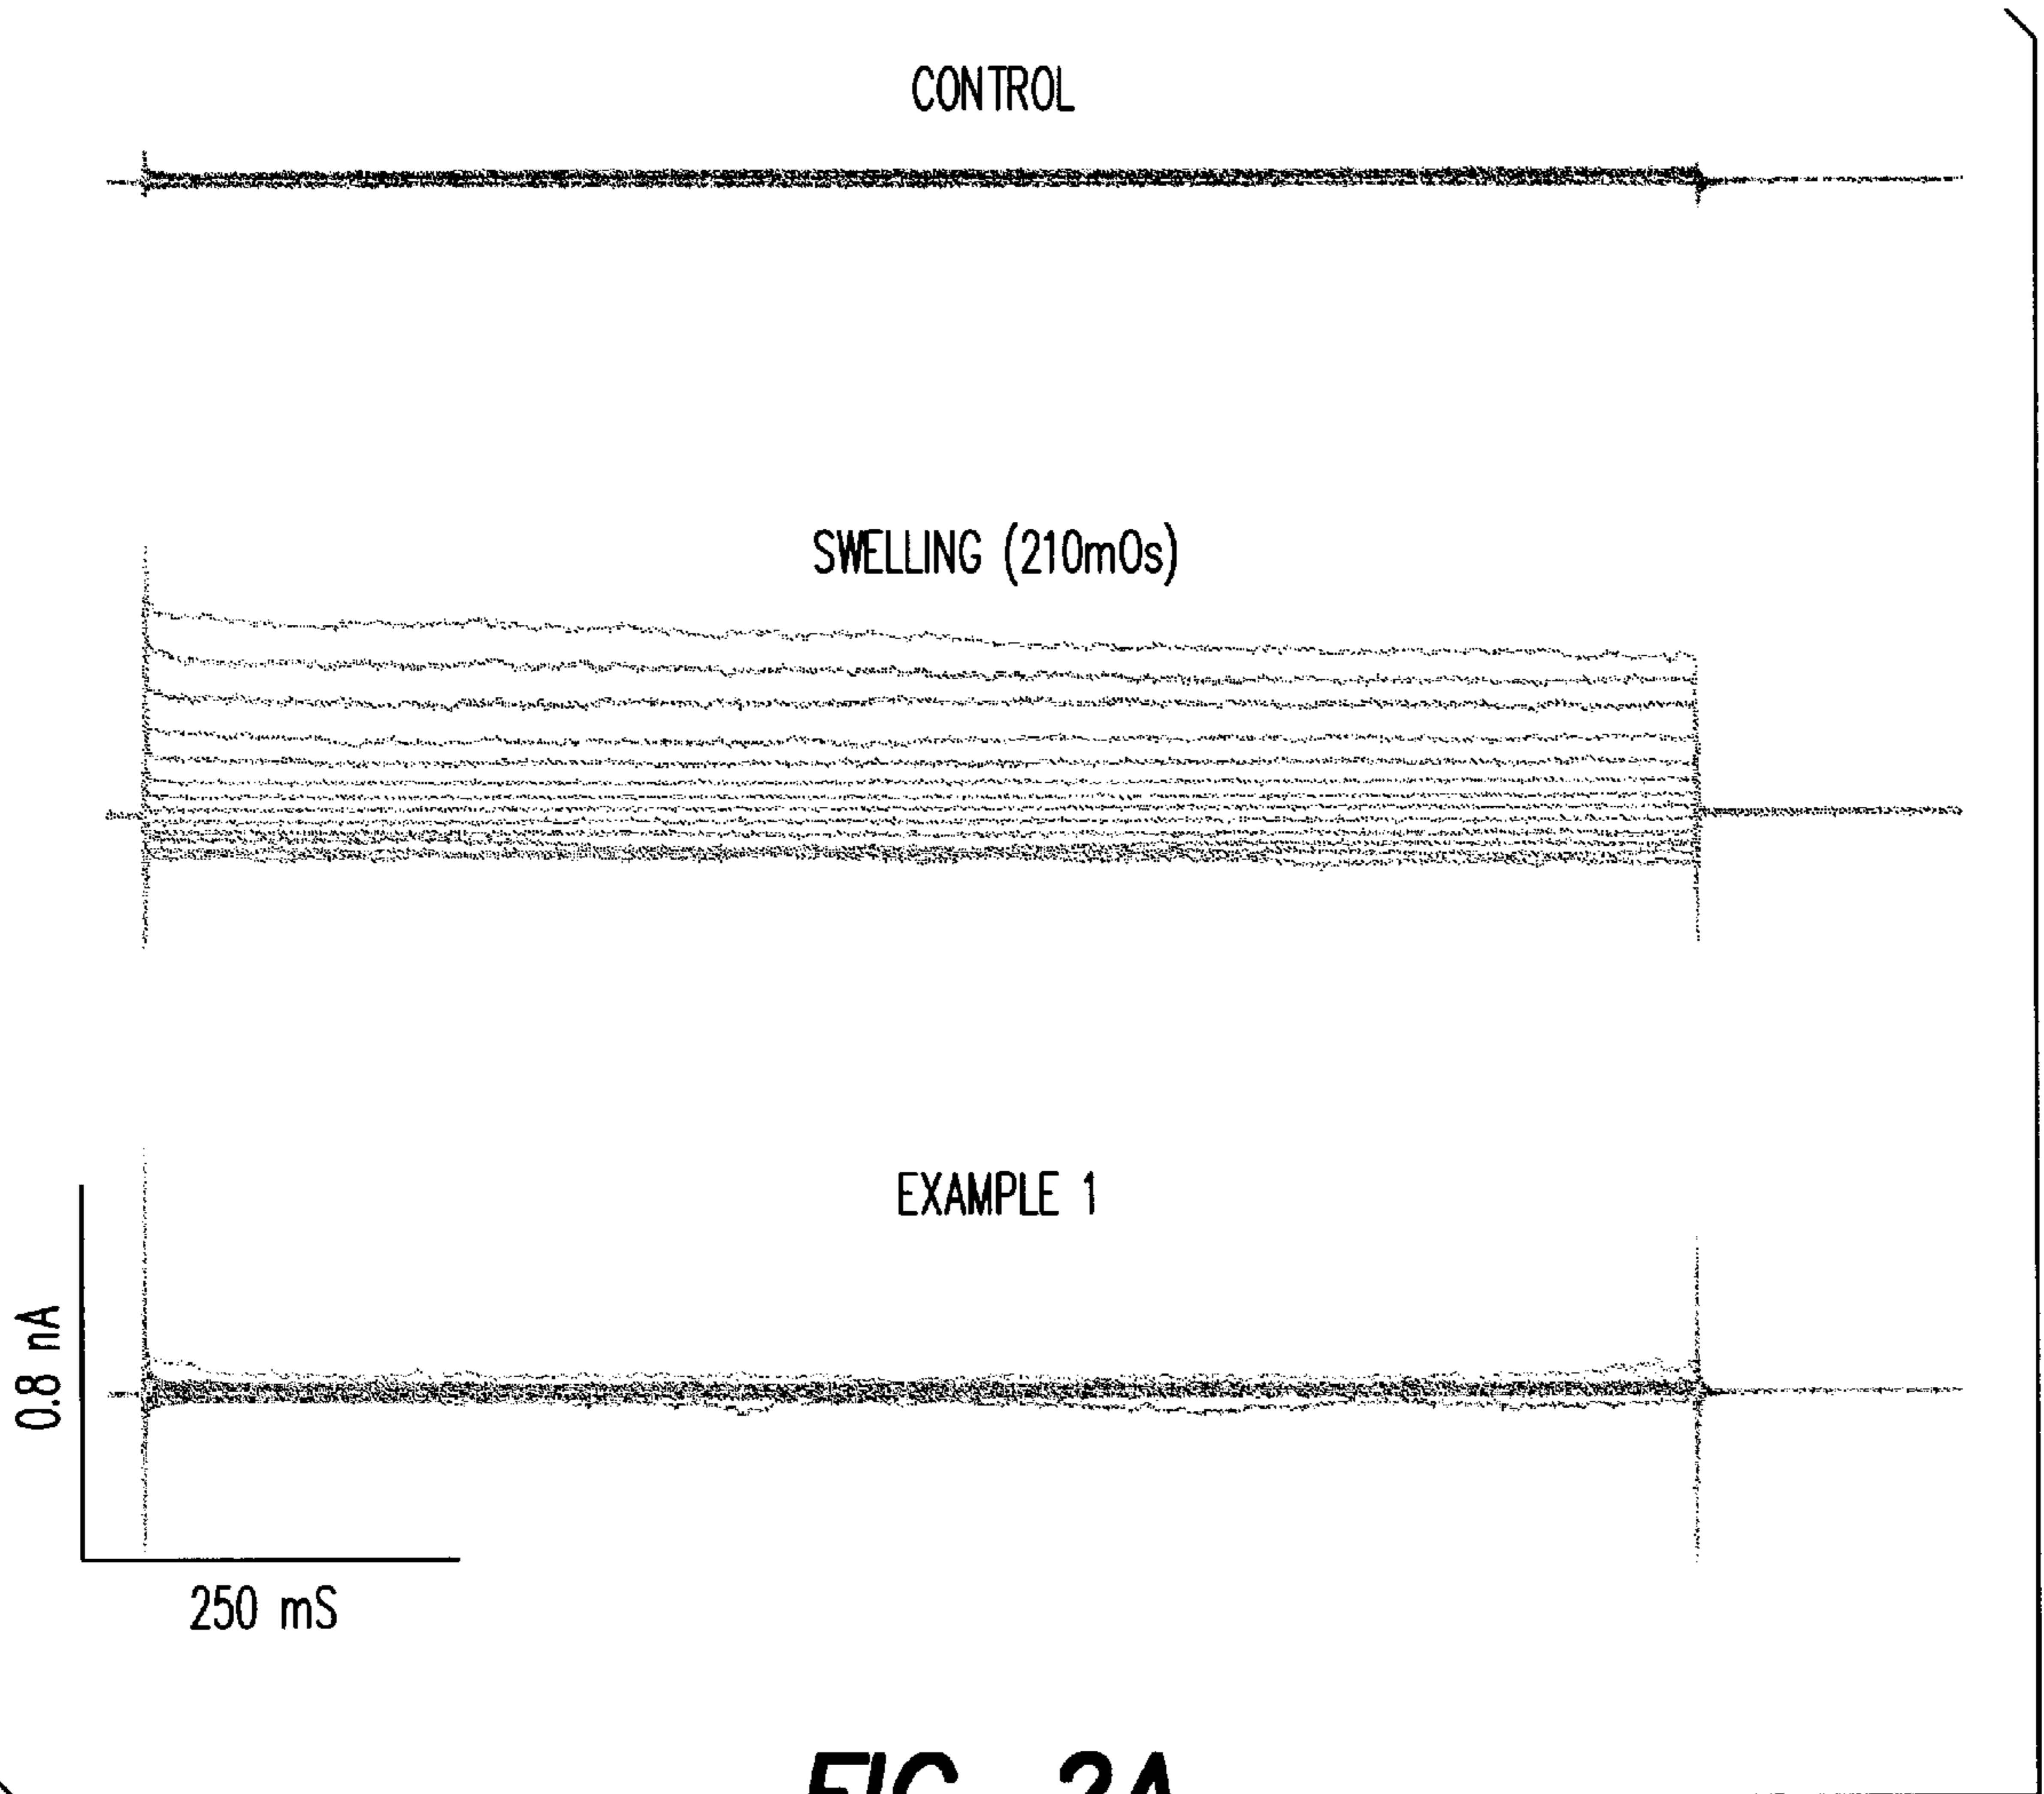 CONTROL
SWELLING (210mOs)
EXAMPLE 1
0.8 nA
250 mS